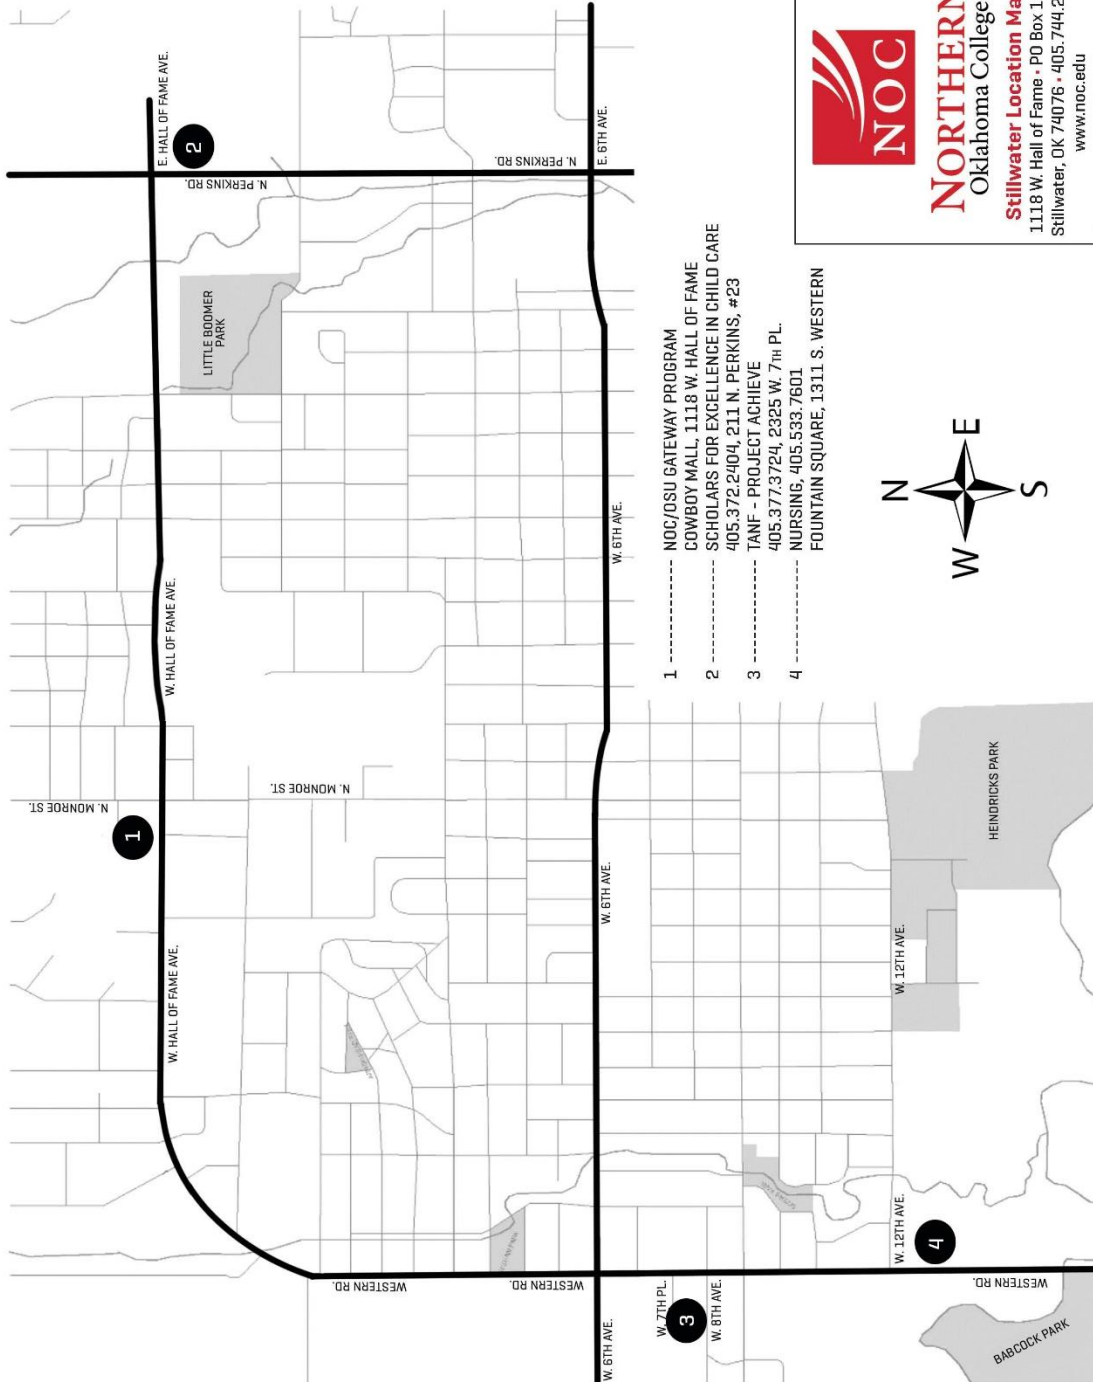 E. HALL OF FAME AVE.
2
N. PERKINS RD.
N. PERKINS RD.
E. 6TH AVE.
LITTLE BOOMER
PARK
W. HALL OF FAME AVE.
W. 6TH AVE.
N. MONROE ST.
1
N. MONROE ST.
W. HALL OF FAME AVE.
W. 6TH AVE.
WESTERN RD.
WESTERN RD.
W. 6TH AVE.
W. 7TH PL.
3
W. 8TH AVE.
W. 12TH AVE.
W. 12TH AVE.
4
WESTERN RD.
HEINDRICKS PARK
BABCOCK PARK
1 ------------- NOC/OSU GATEWAY PROGRAM
COWBOY MALL, 1118 W. HALL OF FAME
2 ------------- SCHOLARS FOR EXCELLENCE IN CHILD CARE
405.372.2404, 211 N. PERKINS, #23
3 ------------- TANF - PROJECT ACHIEVE
405.377.3724, 2325 W. 7TH PL.
4 ------------- NURSING, 405.533.7601
FOUNTAIN SQUARE, 1311 S. WESTERN
N
W E
S
NOC
NORTHERN
Oklahoma College
Stillwater Location Ma
1118 W. Hall of Fame • PO Box 1
Stillwater, OK 74076 • 405.744.2
www.noc.edu